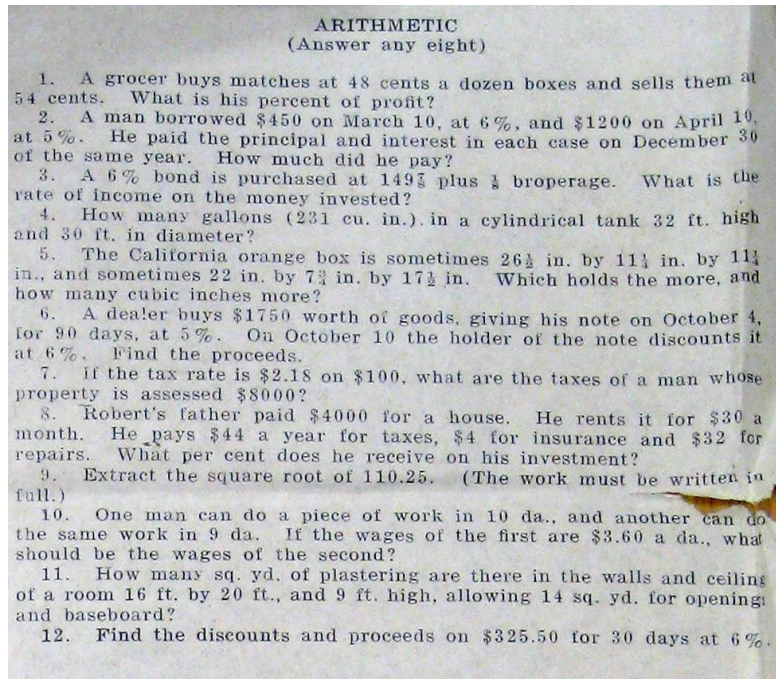 ARITHMETIC
(Answer any eight)
1. A grocer buys matches at 48 cents a dozen boxes and sells them at
54 cents. What is his percent of profit?
2. A man borrowed $450 on March 10, at 6%, and $1200 on April 10,
at 5%. He paid the principal and interest in each case on December 30
of the same year. How much did he pay?
3. A 6% bond is purchased at 149⅞ plus ⅛ broperage. What is the
rate of income on the money invested?
4. How many gallons (231 cu. in.). in a cylindrical tank 32 ft. high
and 30 ft. in diameter?
5. The California orange box is sometimes 26½ in. by 11¼ in. by 11¼
in., and sometimes 22 in. by 7¾ in. by 17½ in. Which holds the more, and
how many cubic inches more?
6. A dealer buys $1750 worth of goods, giving his note on October 4,
for 90 days, at 5%. On October 10 the holder of the note discounts it
at 6%. Find the proceeds.
7. If the tax rate is $2.18 on $100, what are the taxes of a man whose
property is assessed $8000?
8. Robert's father paid $4000 for a house. He rents it for $30 a
month. He pays $44 a year for taxes, $4 for insurance and $32 for
repairs. What per cent does he receive on his investment?
9. Extract the square root of 110.25. (The work must be written in
full.)
10. One man can do a piece of work in 10 da., and another can do
the same work in 9 da. If the wages of the first are $3.60 a da., what
should be the wages of the second?
11. How many sq. yd. of plastering are there in the walls and ceiling
of a room 16 ft. by 20 ft., and 9 ft. high, allowing 14 sq. yd. for openings
and baseboard?
12. Find the discounts and proceeds on $325.50 for 30 days at 6%.